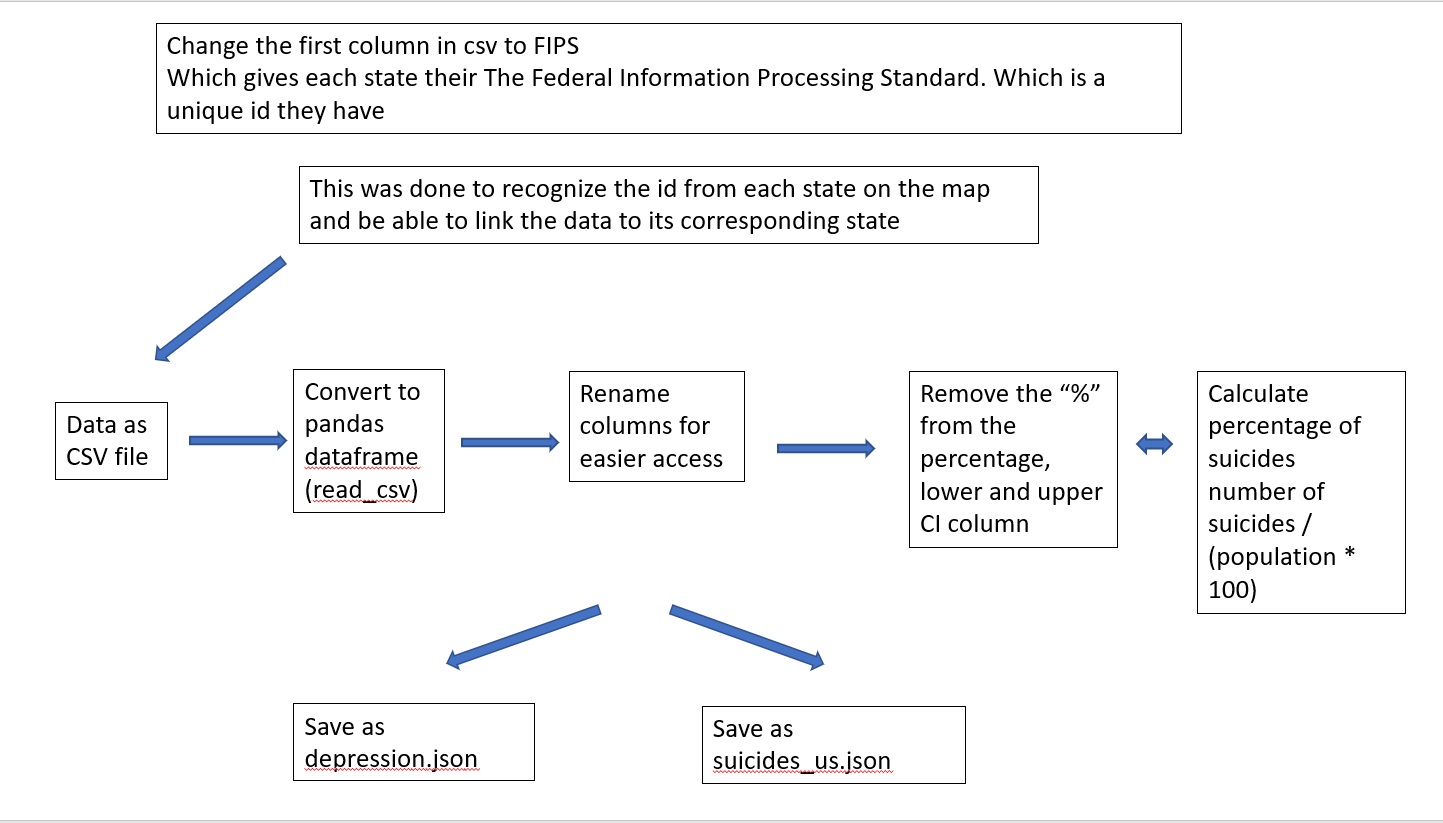 Change the first column in csv to FIPS
Which gives each state their The Federal Information Processing Standard. Which is a
unique id they have
This was done to recognize the id from each state on the map
and be able to link the data to its corresponding state
Data as
CSV file
Convert to
pandas
dataframe
(read_csv)
Rename
columns for
easier access
Remove the “%”
from the
percentage,
lower and upper
CI column
Calculate
percentage of
suicides
number of
suicides /
(population *
100)
Save as
depression.json
Save as
suicides_us.json